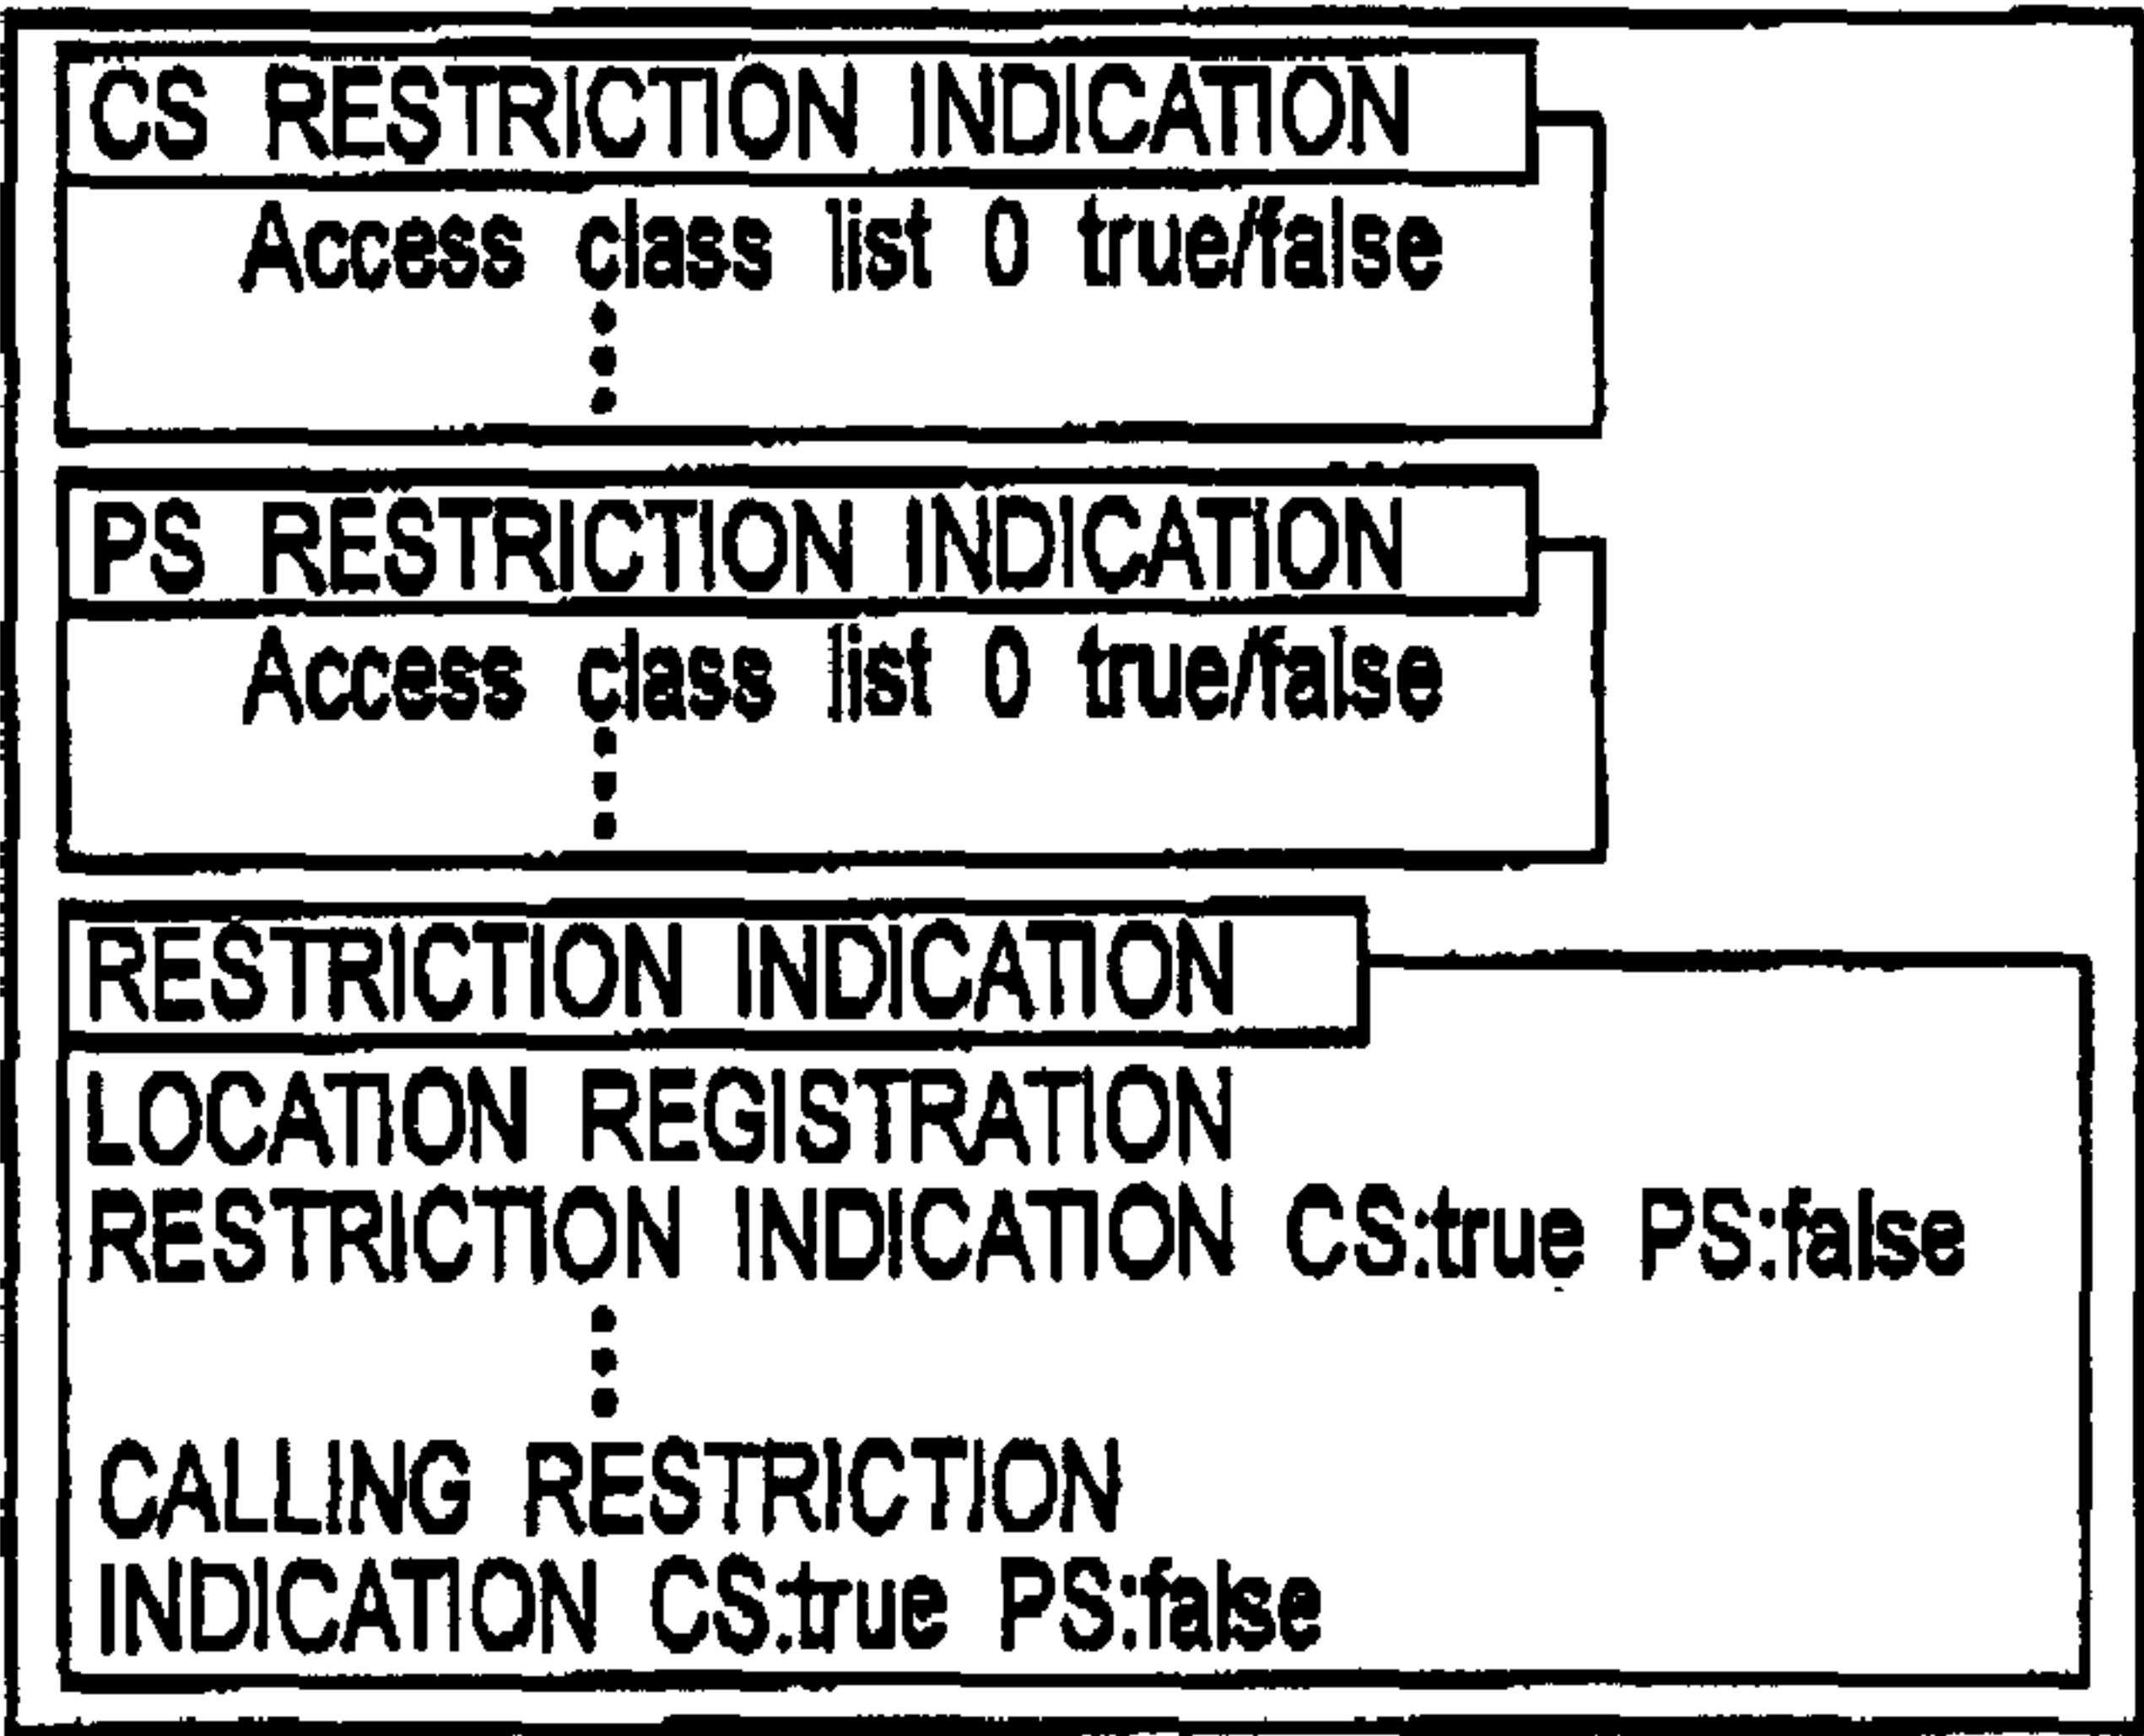 CS RESTRICTION INDICATION
Access class list 0 true/false
PS RESTRICTION INDICATION
Access class list 0 true/false
RESTRICTION INDICATION
LOCATION REGISTRATION
RESTRICTION INDICATION CS:true PS:false
CALLING RESTRICTION
INDICATION CS:true PS:false